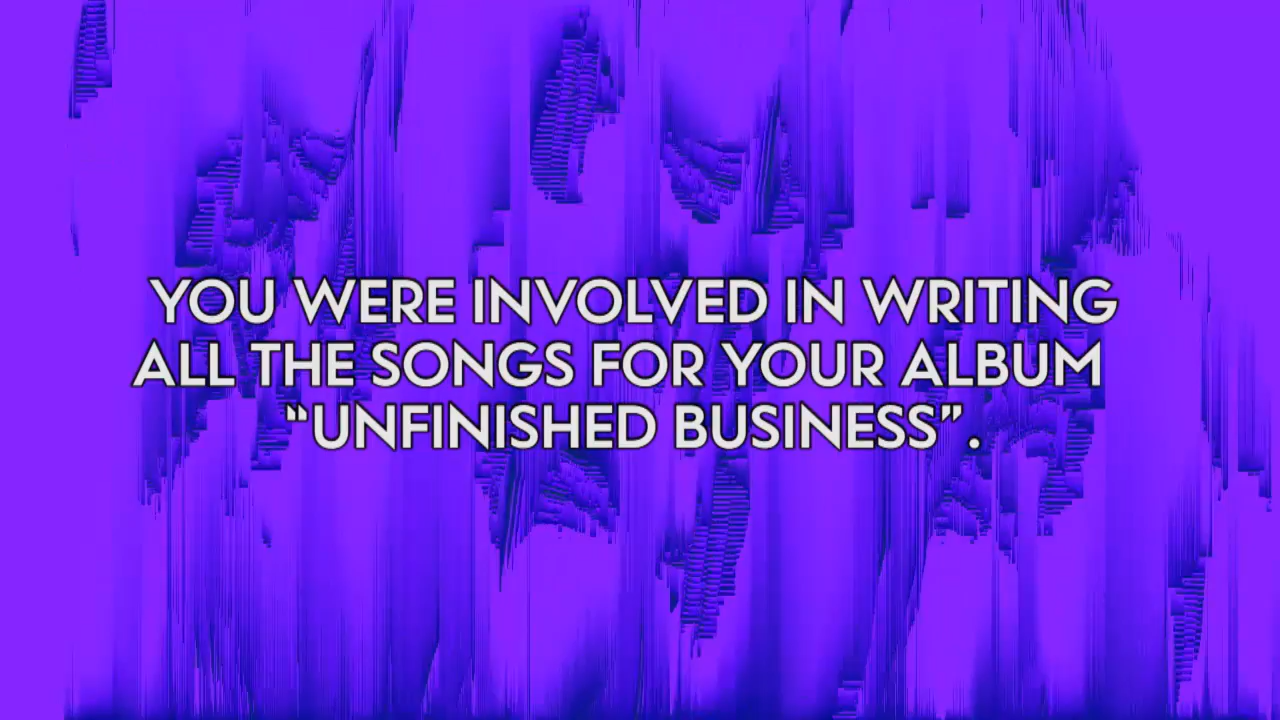 YOU WERE INVOLVED IN WRITING
ALL THE SONGS FOR YOUR ALBUM
“UNFINISHED BUSINESS”.